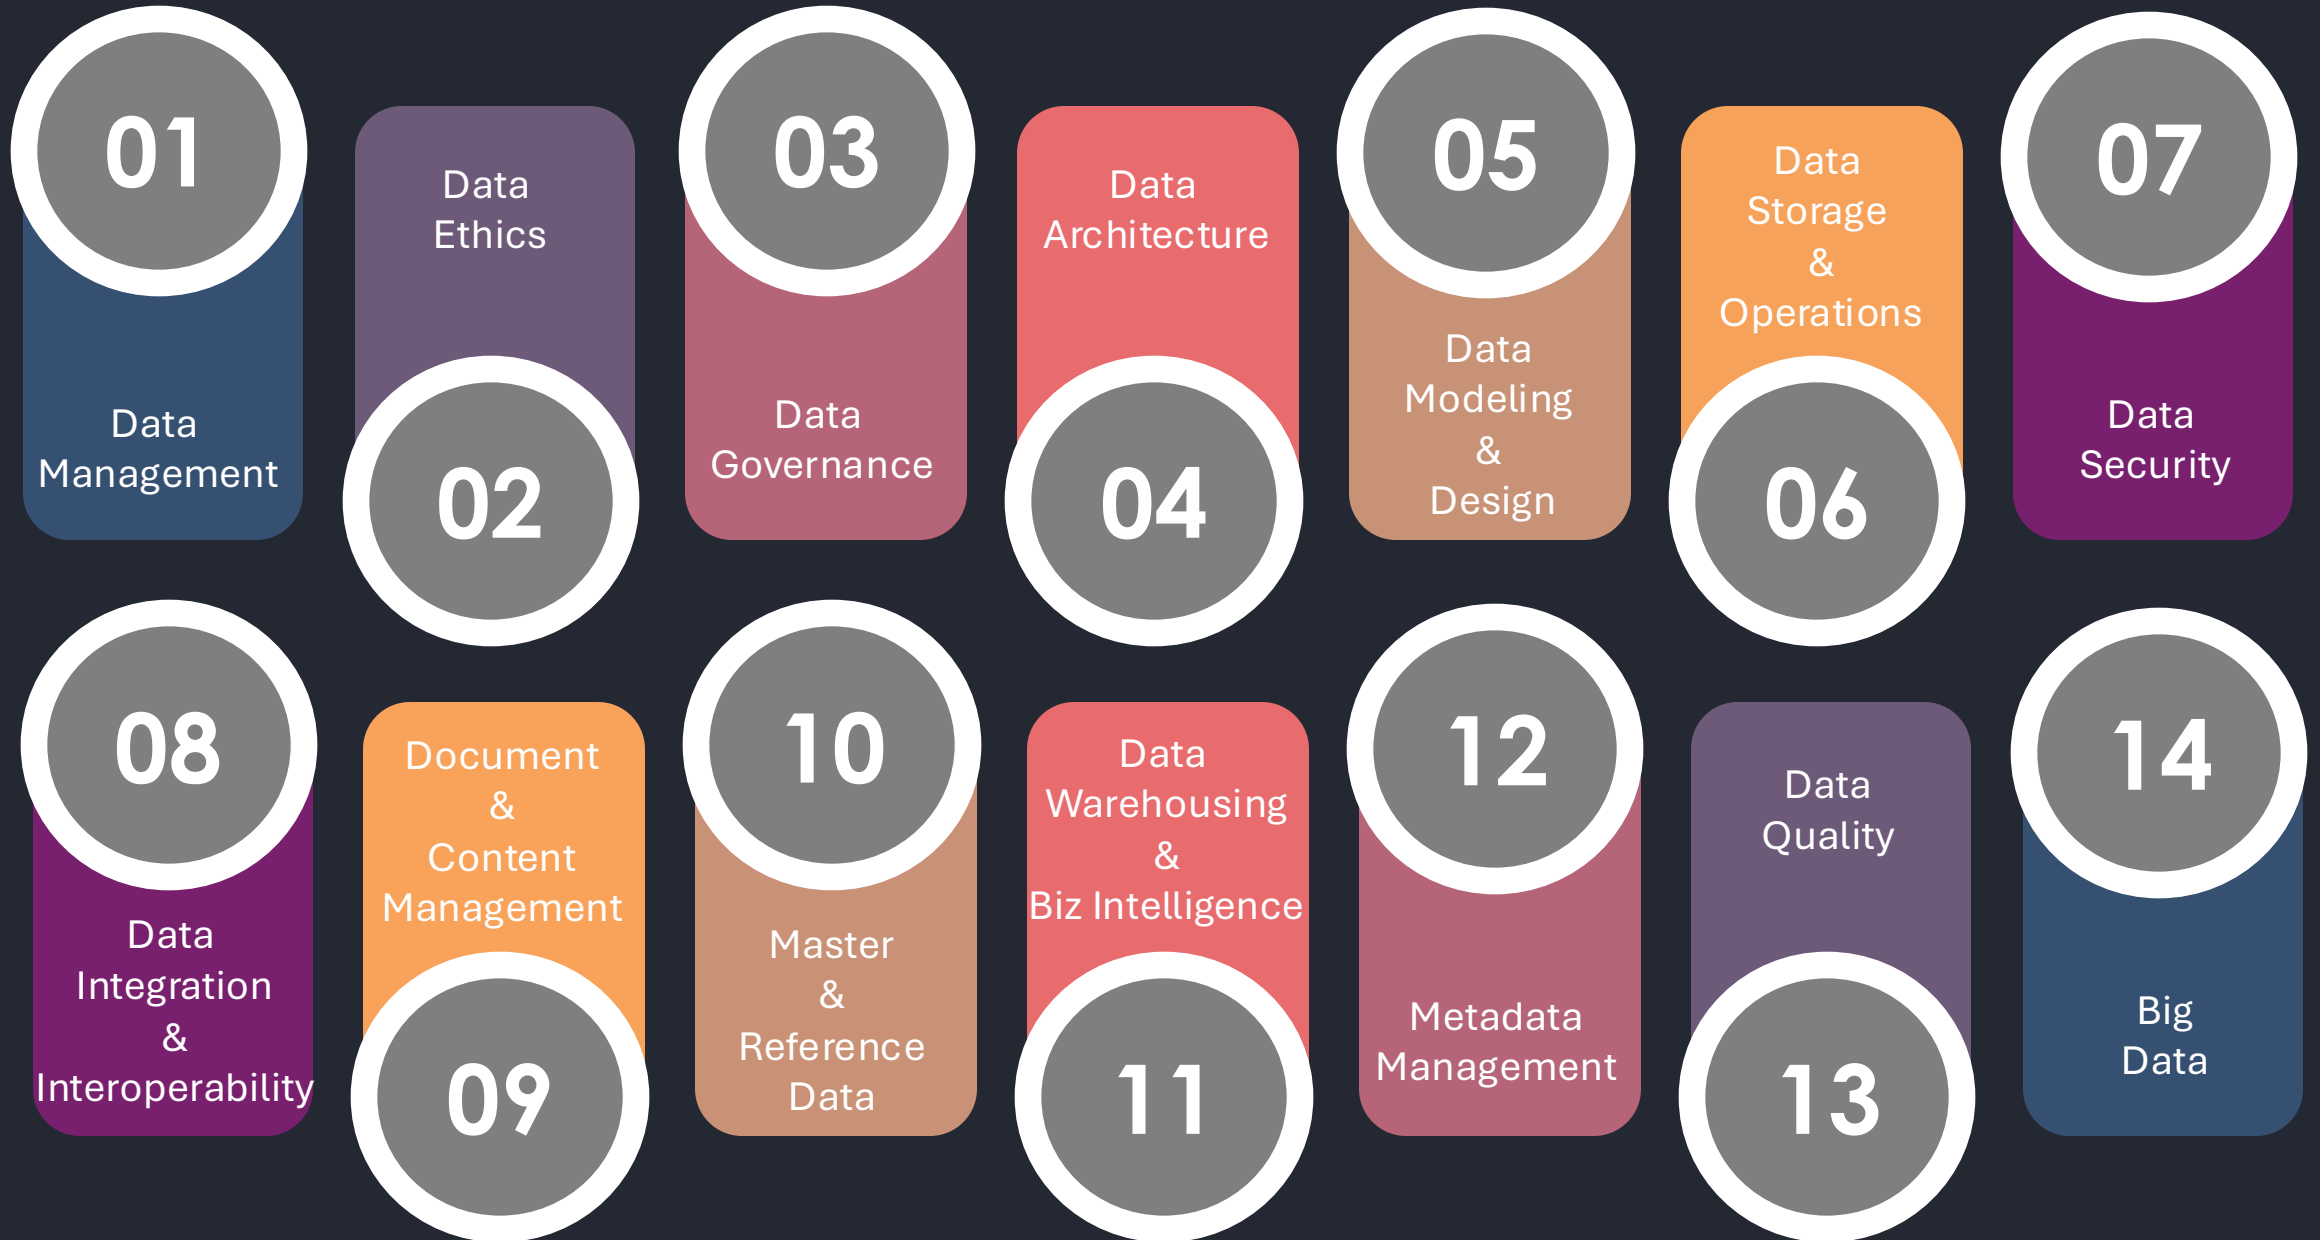 01
Data
Management
Data
Ethics
02
03
Data
Governance
Data
Architecture
04
05
Data
Modeling
&
Design
Data
Storage
&
Operations
06
07
Data
Security
08
Data
Integration
&
Interoperability
Document
&
Content
Management
09
10
Master
&
Reference
Data
Data
Warehousing
&
Biz Intelligence
11
12
Metadata
Management
Data
Quality
13
14
Big
Data